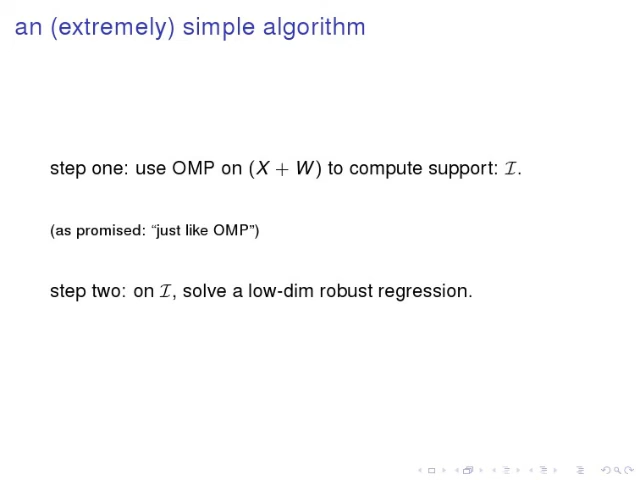 an (extremely) simple algorithm
step one: use OMP on (X + W) to compute support: ℐ.
(as promised: “just like OMP”)
step two: on ℐ, solve a low-dim robust regression.